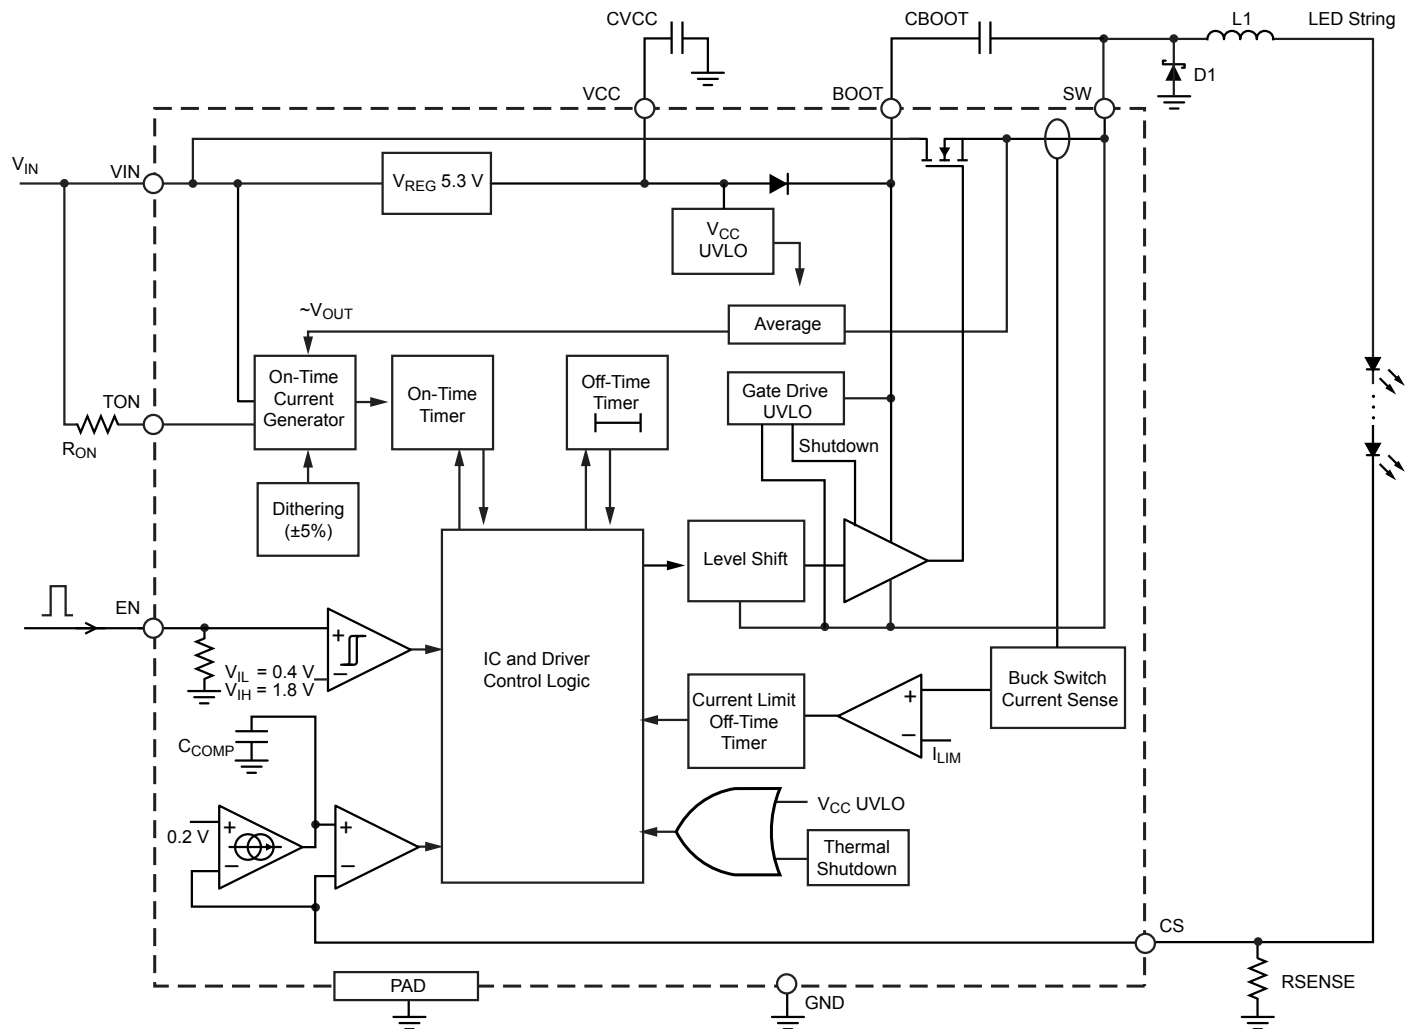 CVCC
CBOOT
L1
LED String
D1
VCC
BOOT
SW
VIN
VIN
VREG 5.3 V
VCC
UVLO
~VOUT
Average
TON
RON
On-Time
Current
Generator
On-Time
Timer
Off-Time
Timer
Gate Drive
UVLO
Shutdown
Dithering
(±5%)
Level Shift
EN
VIL = 0.4 V
VIH = 1.8 V
+
–
IC and Driver
Control Logic
Buck Switch
Current Sense
Current Limit
Off-Time
Timer
+
–
ILIM
CCOMP
0.2 V
+
–
+
–
VCC UVLO
Thermal
Shutdown
CS
PAD
GND
RSENSE